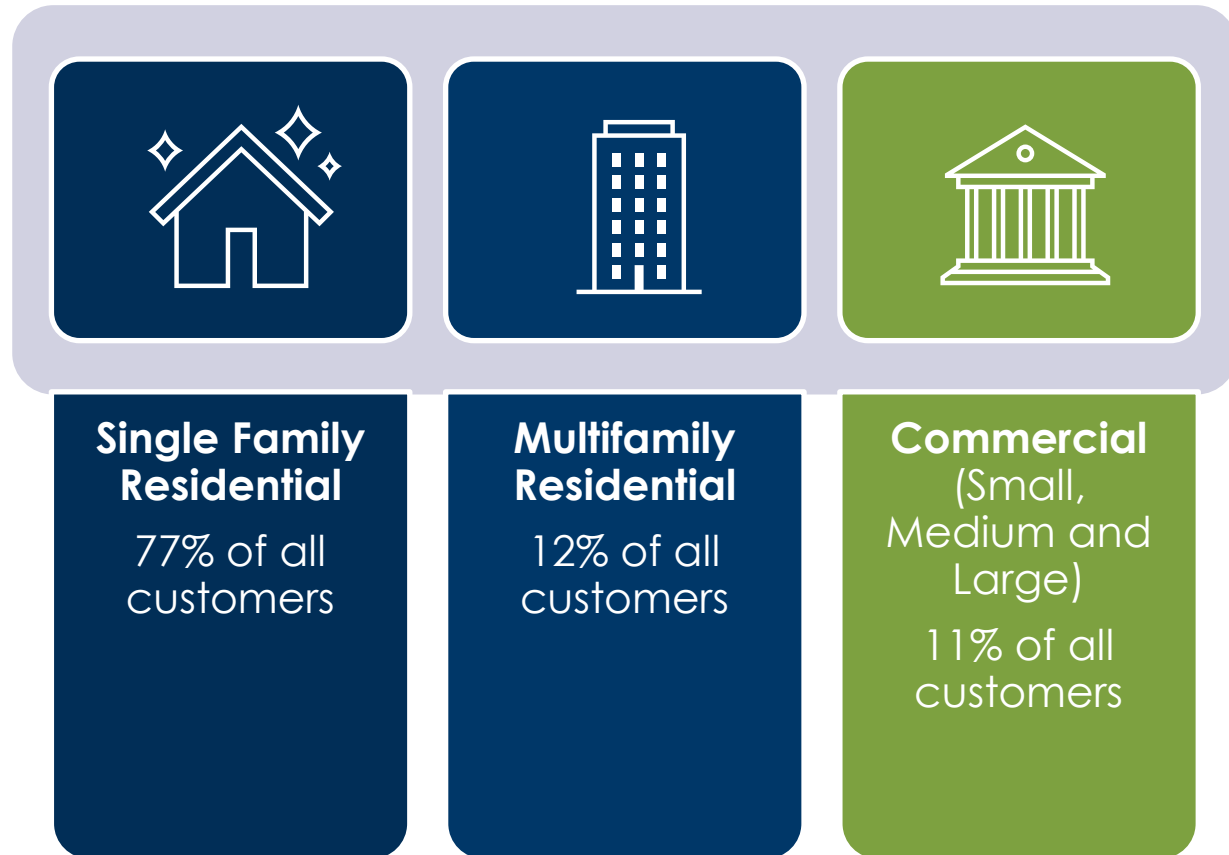 Single Family
Residential
77% of all
customers
Multifamily
Residential
12% of all
customers
Commercial
(Small,
Medium and
Large)
11% of all
customers